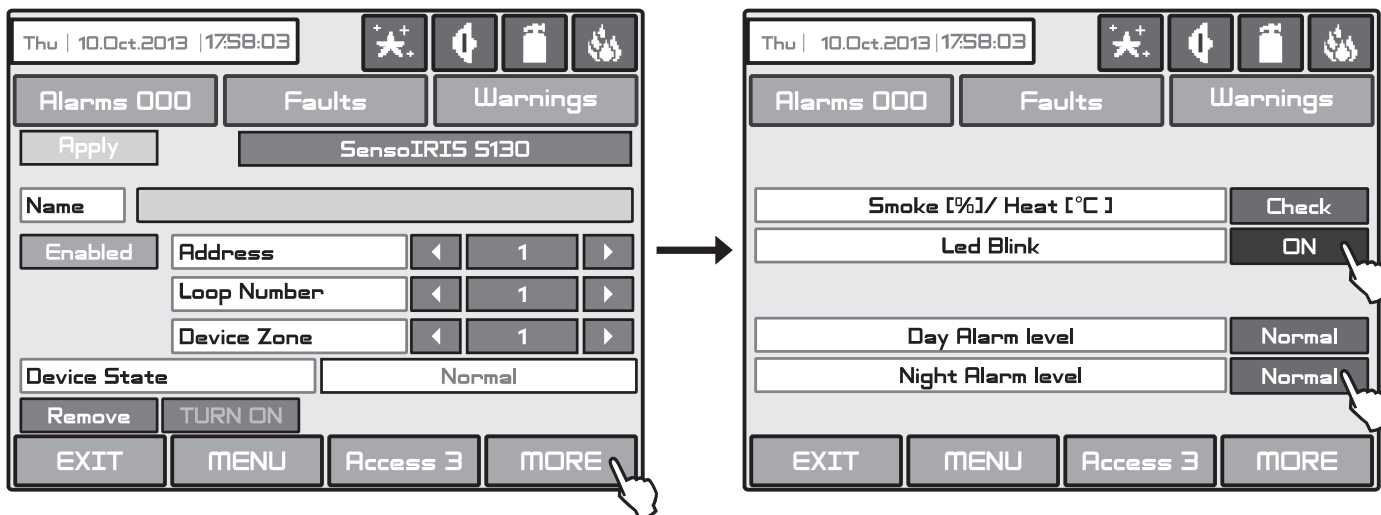 Thu | 10.Oct.2013 | 17:58:03
Alarms 000 Faults Warnings
Apply SensoIRIS S130
Name
Enabled Address 1
Loop Number 1
Device Zone 1
Device State Normal
Remove TURN ON
EXIT MENU Access 3 MORE
Thu | 10.Oct.2013 | 17:58:03
Alarms 000 Faults Warnings
Smoke [%]/ Heat [°C ] Check
Led Blink ON
Day Alarm level Normal
Night Alarm level Normal
EXIT MENU Access 3 MORE